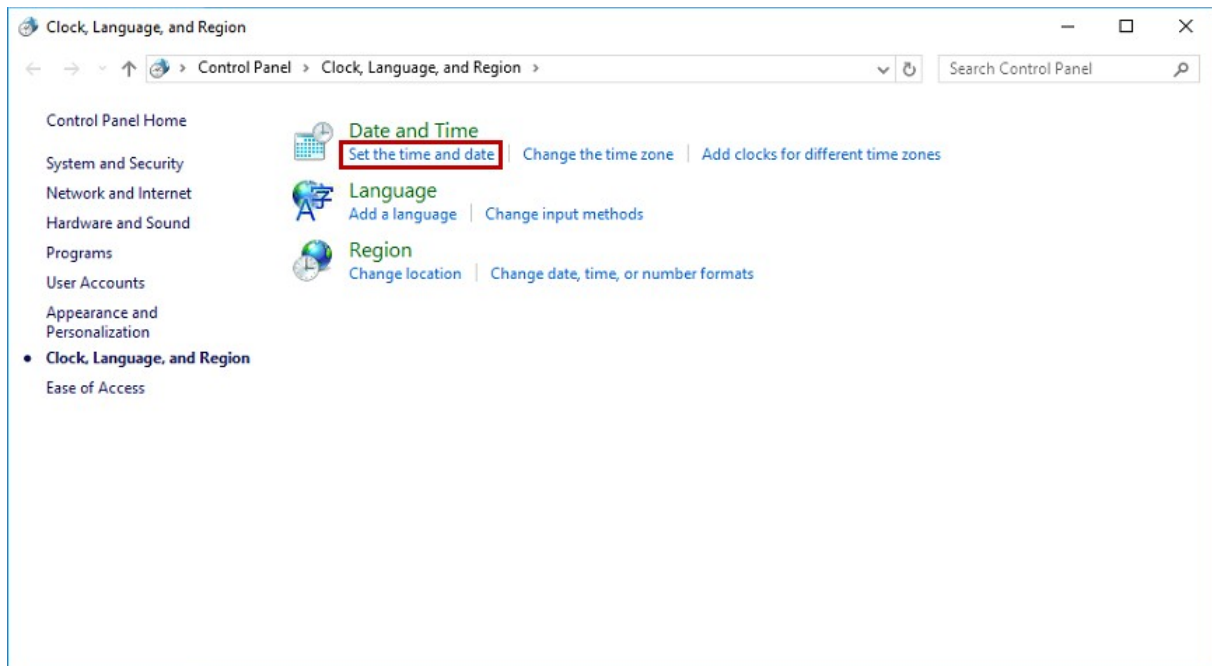 Clock, Language, and Region
Control Panel > Clock, Language, and Region >
Search Control Panel
Control Panel Home
System and Security
Network and Internet
Hardware and Sound
Programs
User Accounts
Appearance and
Personalization
• Clock, Language, and Region
Ease of Access
Date and Time
Set the time and date | Change the time zone | Add clocks for different time zones
Language
Add a language | Change input methods
Region
Change location | Change date, time, or number formats